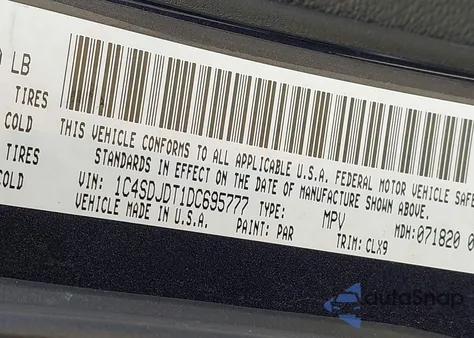 LB
TIRES
COLD
TIRES
COLD
THIS VEHICLE CONFORMS TO ALL APPLICABLE U.S.A. FEDERAL MOTOR VEHICLE SAFE
STANDARDS IN EFFECT ON THE DATE OF MANUFACTURE SHOWN ABOVE.
VIN: 1C4SDJDT1DC695777 TYPE: MPV MDH:071820 0
VEHICLE MADE IN U.S.A. PAINT: PAR TRIM: CLX9
autoSnap